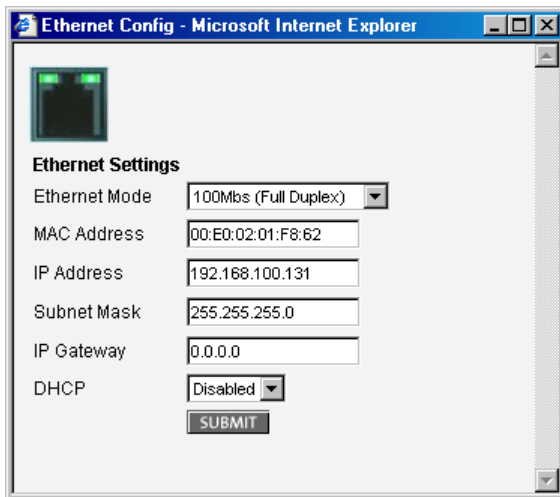 Ethernet Config - Microsoft Internet Explorer
Ethernet Settings
Ethernet Mode 100Mbs (Full Duplex)
MAC Address 00:E0:02:01:F8:62
IP Address 192.168.100.131
Subnet Mask 255.255.255.0
IP Gateway 0.0.0.0
DHCP Disabled
SUBMIT